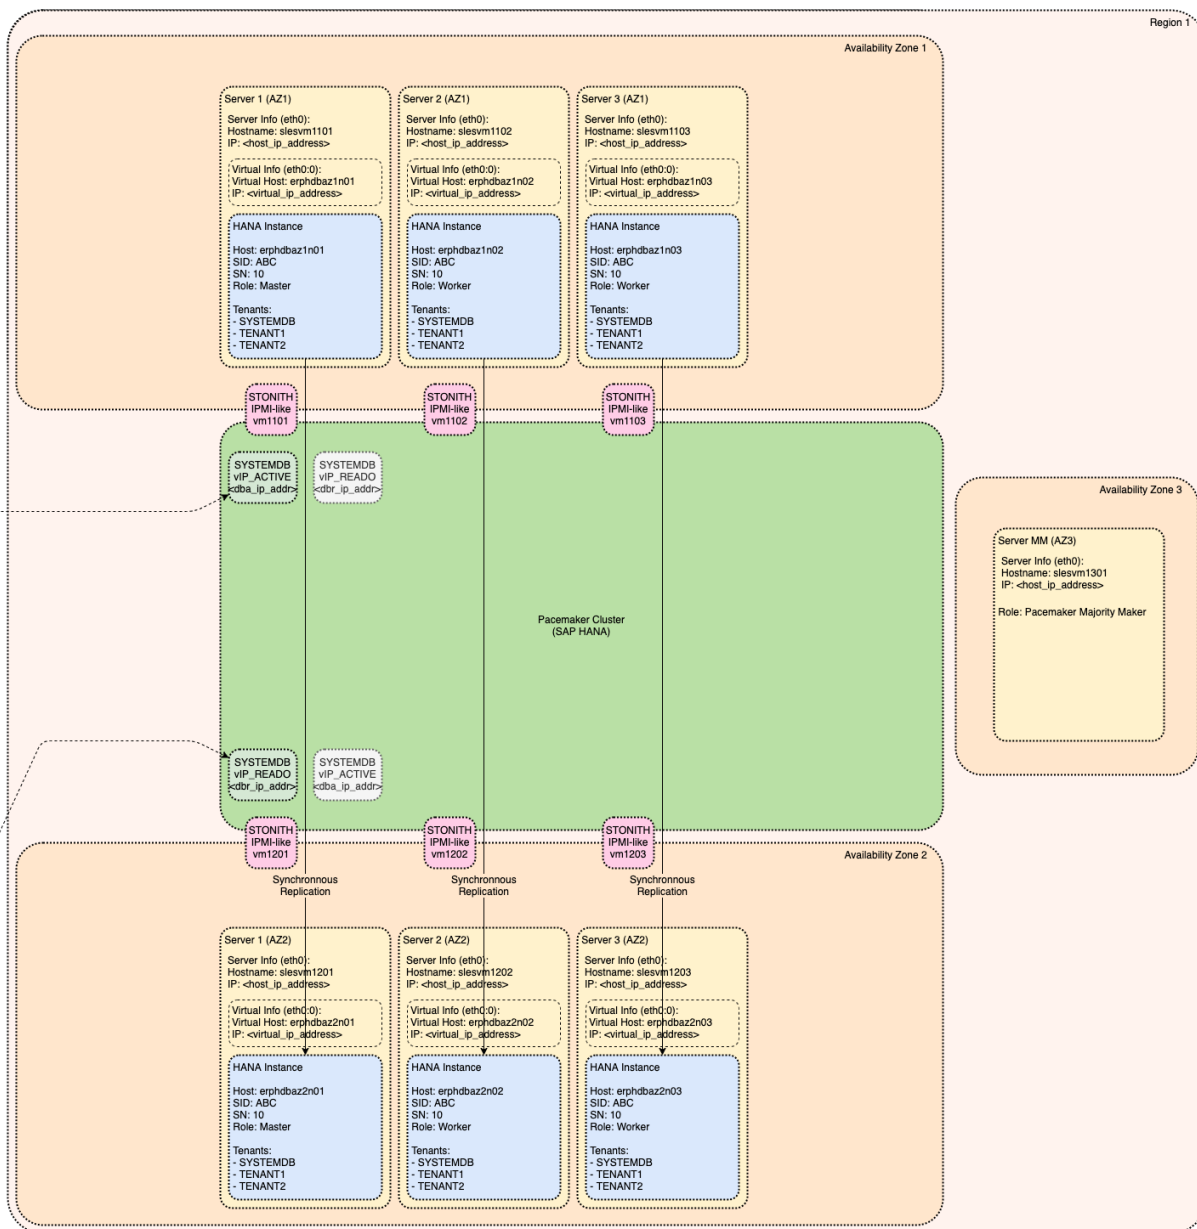 Region 1
Availability Zone 1
Server 1 (AZ1)
Server Info (eth0):
Hostname: slesvm1101
IP: <host_ip_address>
Virtual Info (eth0:0):
Virtual Host: erphdbaz1n01
IP: <virtual_ip_address>
HANA Instance
Host: erphdbaz1n01
SID: ABC
SN: 10
Role: Master
Tenants:
- SYSTEMDB
- TENANT1
- TENANT2
Server 2 (AZ1)
Server Info (eth0):
Hostname: slesvm1102
IP: <host_ip_address>
Virtual Info (eth0:0):
Virtual Host: erphdbaz1n02
IP: <virtual_ip_address>
HANA Instance
Host: erphdbaz1n02
SID: ABC
SN: 10
Role: Worker
Tenants:
- SYSTEMDB
- TENANT1
- TENANT2
Server 3 (AZ1)
Server Info (eth0):
Hostname: slesvm1103
IP: <host_ip_address>
Virtual Info (eth0:0):
Virtual Host: erphdbaz1n03
IP: <virtual_ip_address>
HANA Instance
Host: erphdbaz1n03
SID: ABC
SN: 10
Role: Worker
Tenants:
- SYSTEMDB
- TENANT1
- TENANT2
STONITH
IPMI-like
vm1101
STONITH
IPMI-like
vm1102
STONITH
IPMI-like
vm1103
SYSTEMDB
vIP_ACTIVE
<dba_ip_addr>
SYSTEMDB
vIP_READO
<dbr_ip_addr>
Pacemaker Cluster
(SAP HANA)
Availability Zone 3
Server MM (AZ3)
Server Info (eth0):
Hostname: slesvm1301
IP: <host_ip_address>
Role: Pacemaker Majority Maker
SYSTEMDB
vIP_READO
<dbr_ip_addr>
SYSTEMDB
vIP_ACTIVE
<dba_ip_addr>
STONITH
IPMI-like
vm1201
STONITH
IPMI-like
vm1202
STONITH
IPMI-like
vm1203
Availability Zone 2
Synchronnous
Replication
Synchronnous
Replication
Synchronnous
Replication
Server 1 (AZ2)
Server Info (eth0):
Hostname: slesvm1201
IP: <host_ip_address>
Virtual Info (eth0:0):
Virtual Host: erphdbaz2n01
IP: <virtual_ip_address>
HANA Instance
Host: erphdbaz2n01
SID: ABC
SN: 10
Role: Master
Tenants:
- SYSTEMDB
- TENANT1
- TENANT2
Server 2 (AZ2)
Server Info (eth0):
Hostname: slesvm1202
IP: <host_ip_address>
Virtual Info (eth0:0):
Virtual Host: erphdbaz2n02
IP: <virtual_ip_address>
HANA Instance
Host: erphdbaz2n02
SID: ABC
SN: 10
Role: Worker
Tenants:
- SYSTEMDB
- TENANT1
- TENANT2
Server 3 (AZ2)
Server Info (eth0):
Hostname: slesvm1203
IP: <host_ip_address>
Virtual Info (eth0:0):
Virtual Host: erphdbaz2n03
IP: <virtual_ip_address>
HANA Instance
Host: erphdbaz2n03
SID: ABC
SN: 10
Role: Worker
Tenants:
- SYSTEMDB
- TENANT1
- TENANT2